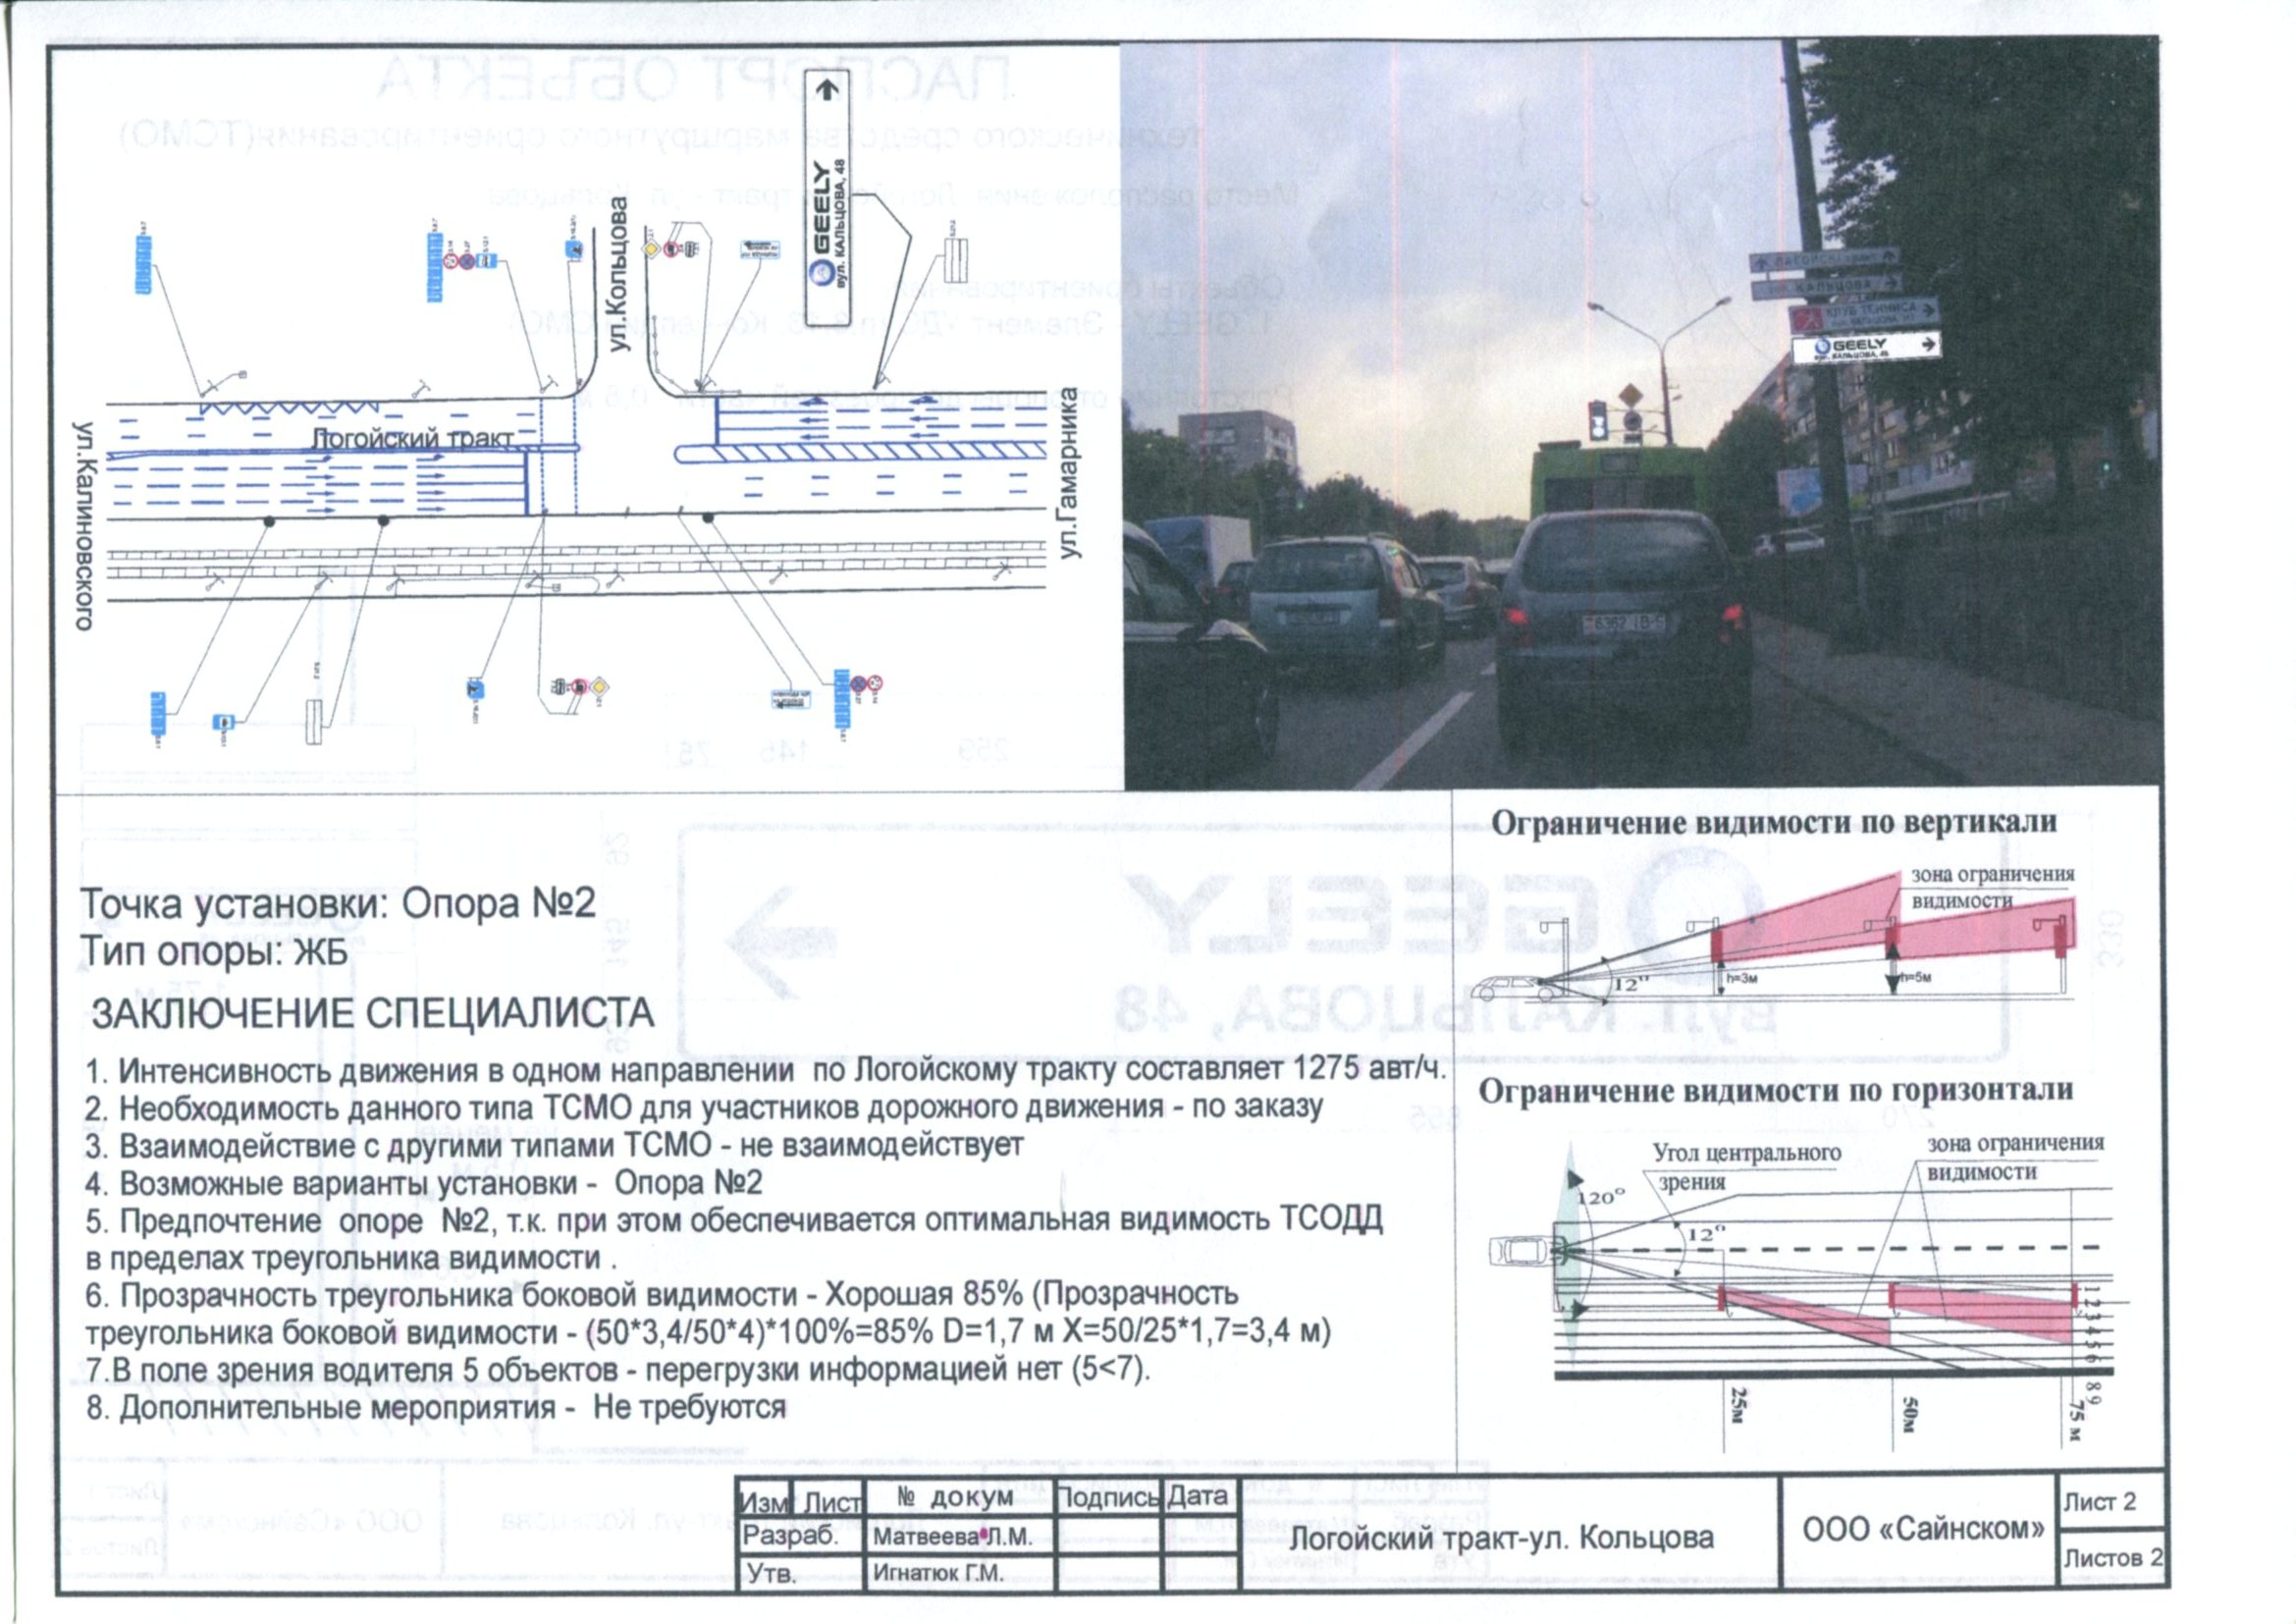 GEELY
вул. КАЛЬЦОВА, 48
ул.Кольцова
Логойский тракт
ул.Калиновского
ул.Гамарника
КАЛЬЦОВА
КЛУБ ТЕННИСА
GEELY
вул. КАЛЬЦОВА, 48
Точка установки: Опора №2
Тип опоры: ЖБ
ЗАКЛЮЧЕНИЕ СПЕЦИАЛИСТА
1. Интенсивность движения в одном направлении по Логойскому тракту составляет 1275 авт/ч.
2. Необходимость данного типа ТСМО для участников дорожного движения - по заказу
3. Взаимодействие с другими типами ТСМО - не взаимодействует
4. Возможные варианты установки - Опора №2
5. Предпочтение опоре №2, т.к. при этом обеспечивается оптимальная видимость ТСОДД
в пределах треугольника видимости .
6. Прозрачность треугольника боковой видимости - Хорошая 85% (Прозрачность
треугольника боковой видимости - (50*3,4/50*4)*100%=85% D=1,7 м X=50/25*1,7=3,4 м)
7.В поле зрения водителя 5 объектов - перегрузки информацией нет (5<7).
8. Дополнительные мероприятия - Не требуются
Ограничение видимости по вертикали
зона ограничения
видимости
12°
h=3м
h=5м
Ограничение видимости по горизонтали
Угол центрального
зрения
зона ограничения
видимости
120°
12°
1 2 3 4 5 6 8 9
25м
50м
75 м
Изм Лист № докум Подпись Дата
Разраб. Матвеева Л.М.
Утв. Игнатюк Г.М.
Логойский тракт-ул. Кольцова
ООО «Сайнском»
Лист 2
Листов 2